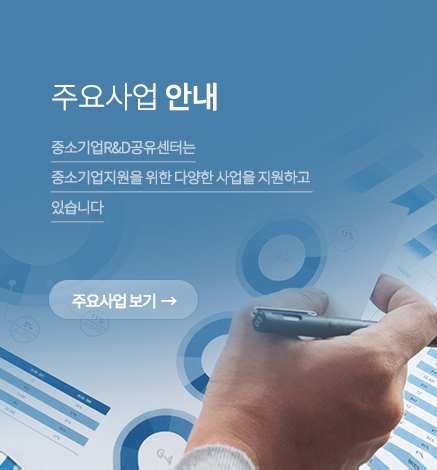 주요사업 안내
중소기업R&D공유센터는
중소기업지원을 위한 다양한 사업을 지원하고
있습니다
주요사업 보기 →
G-4